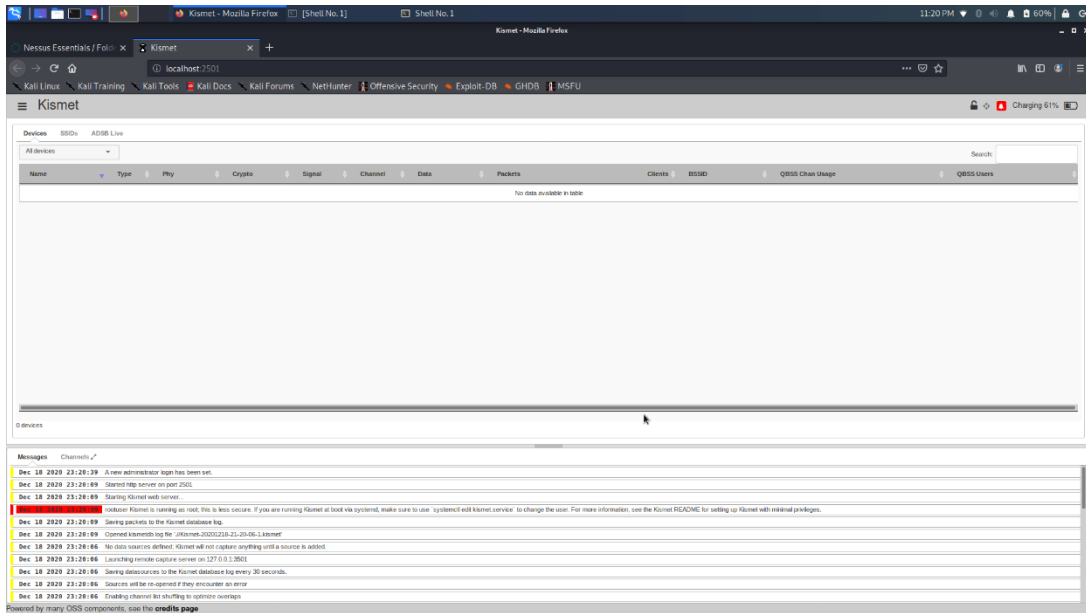 Kismet - Mozilla Firefox [Shell No. 1] Shell No. 1 11:20 PM 60%
Kismet - Mozilla Firefox
Nessus Essentials / Fold Kismet
localhost:2501
Kali Linux Kali Training Kali Tools Kali Docs Kali Forums NetHunter Offensive Security Exploit-DB GHDB MSFU
Kismet Charging 61%
Devices SSIDs ADSB Live
All devices Search:
Name Type Phy Crypto Signal Channel Data Packets Clients BSSID QBSS Chan Usage QBSS Users
No data available in table
0 devices
Messages Channels
Dec 18 2020 23:20:39 A new administrator login has been set.
Dec 18 2020 23:20:09 Started http server on port 2501
Dec 18 2020 23:20:09 Starting Kismet web server...
Dec 18 2020 23:20:09 rootuser Kismet is running as root; this is less secure. If you are running Kismet at boot via systemd, make sure to use `systemctl edit kismet.service` to change the user. For more information, see the Kismet README for setting up Kismet with minimal privileges.
Dec 18 2020 23:20:09 Saving packets to the Kismet database log.
Dec 18 2020 23:20:09 Opened kismetdb log file './/Kismet-20201218-21-20-06-1.kismet'
Dec 18 2020 23:20:06 No data sources defined; Kismet will not capture anything until a source is added.
Dec 18 2020 23:20:06 Launching remote capture server on 127.0.0.1:3501
Dec 18 2020 23:20:06 Saving datasources to the Kismet database log every 30 seconds.
Dec 18 2020 23:20:06 Sources will be re-opened if they encounter an error
Dec 18 2020 23:20:06 Enabling channel list shuffling to optimize overlaps
Powered by many OSS components, see the credits page